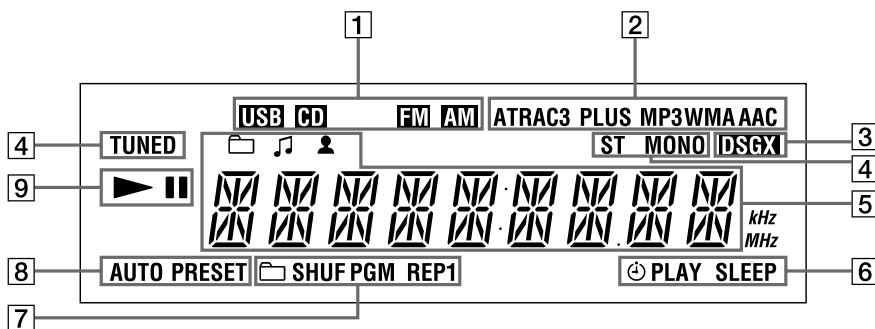 1 2
USB CD FM AM ATRAC3 PLUS MP3 WMA AAC
4 TUNED ST MONO DSGX 3
4
9
kHz 5
MHz
8 AUTO PRESET SHUF PGM REP1 PLAY SLEEP 6
7